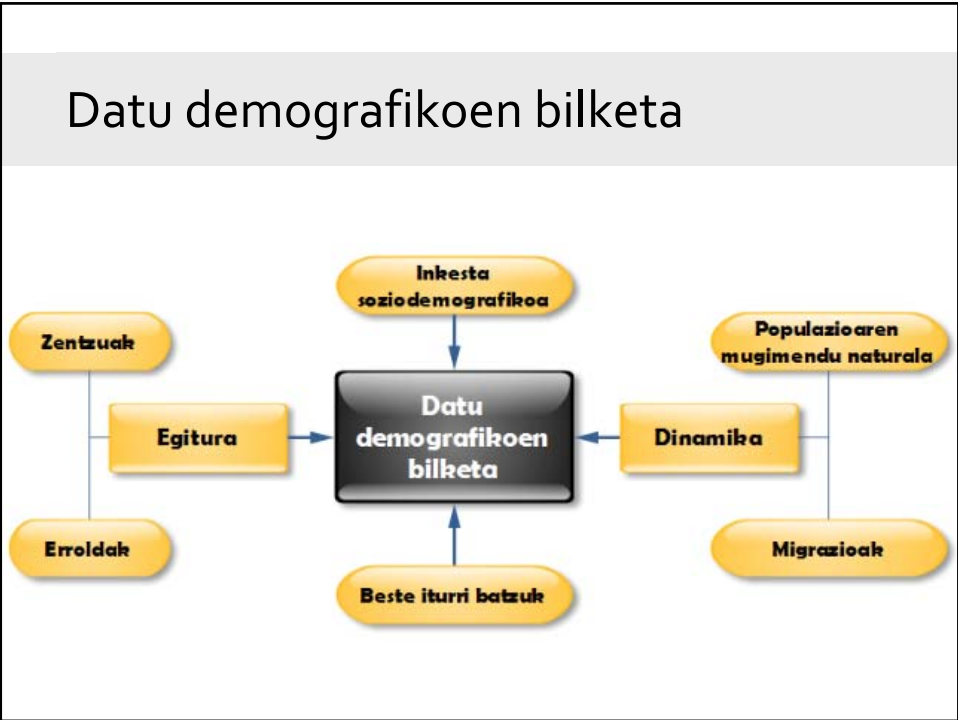 Datu demografikoen bilketa
Inkesta
soziodemografikoa
Zentzuak
Populazioaren
mugimendu naturala
Egitura
Datu
demografikoen
bilketa
Dinamika
Erroldak
Migrazioak
Beste iturri batzuk